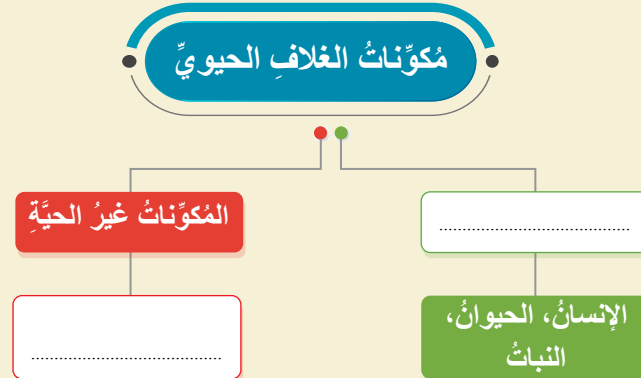 مُكوِّناتُ الغلافِ الحيويِّ
.......................................
المُكوِّناتُ غيرُ الحيَّةِ
الإنسانُ، الحيوانُ،
النباتُ
.......................................